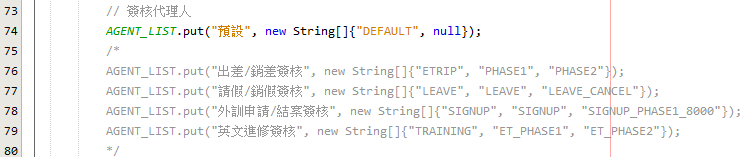 73 // 簽核代理人
74 AGENT_LIST.put("預設", new String[]{"DEFAULT", null});
75 /*
76 AGENT_LIST.put("出差/銷差簽核", new String[]{"ETRIP", "PHASE1", "PHASE2"});
77 AGENT_LIST.put("請假/銷假簽核", new String[]{"LEAVE", "LEAVE", "LEAVE_CANCEL"});
78 AGENT_LIST.put("外訓申請/結案簽核", new String[]{"SIGNUP", "SIGNUP", "SIGNUP_PHASE1_8000"});
79 AGENT_LIST.put("英文進修簽核", new String[]{"TRAINING", "ET_PHASE1", "ET_PHASE2"});
80 */